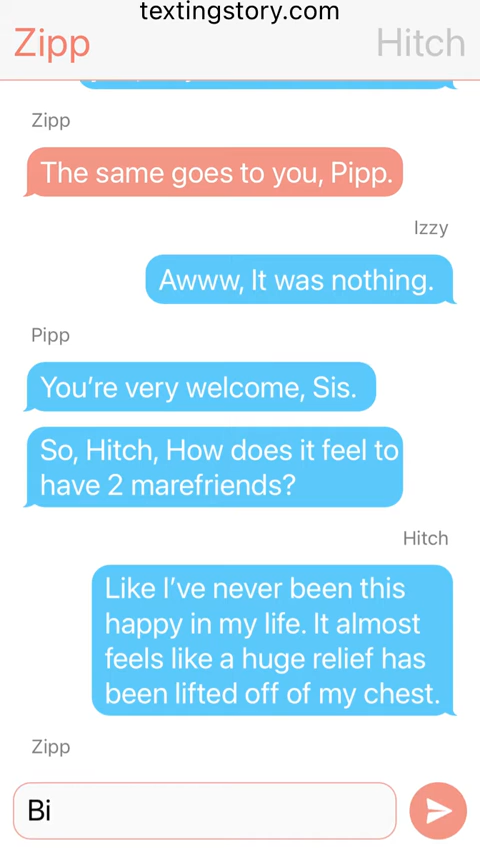 textingstory.com
Zipp
Hitch
Zipp
The same goes to you, Pipp.
Izzy
Awww, It was nothing.
Pipp
You’re very welcome, Sis.
So, Hitch, How does it feel to
have 2 marefriends?
Hitch
Like I’ve never been this
happy in my life. It almost
feels like a huge relief has
been lifted off of my chest.
Zipp
Bi